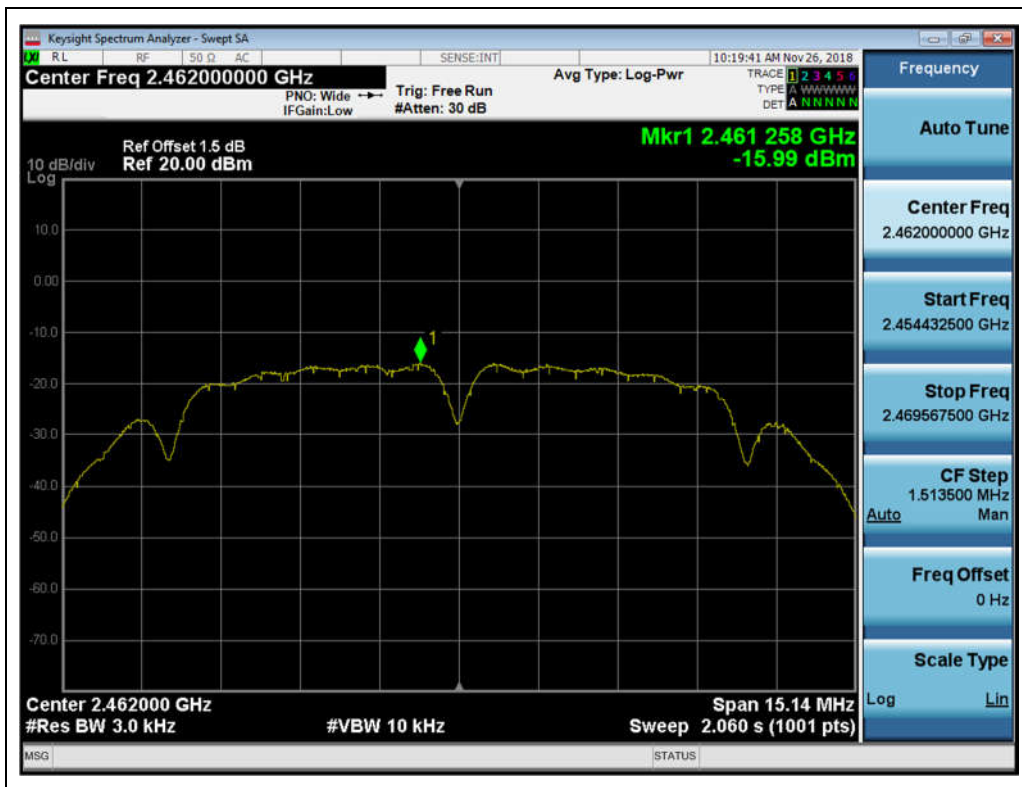 Keysight Spectrum Analyzer - Swept SA
LXI RL RF 50 Ω AC SENSE:INT 10:19:41 AM Nov 26, 2018
Center Freq 2.462000000 GHz
PNO: Wide
IFGain:Low
Trig: Free Run
#Atten: 30 dB
Avg Type: Log-Pwr
TRACE 1 2 3 4 5 6
TYPE A WWWWW
DET A N N N N N
Mkr1 2.461 258 GHz
-15.99 dBm
Ref Offset 1.5 dB
10 dB/div Ref 20.00 dBm
Log
10.0
0.00
-10.0
1
-20.0
-30.0
-40.0
-50.0
-60.0
-70.0
Center 2.462000 GHz Span 15.14 MHz
#Res BW 3.0 kHz #VBW 10 kHz Sweep 2.060 s (1001 pts)
MSG STATUS
Frequency
Auto Tune
Center Freq
2.462000000 GHz
Start Freq
2.454432500 GHz
Stop Freq
2.469567500 GHz
CF Step
1.513500 MHz
Auto Man
Freq Offset
0 Hz
Scale Type
Log Lin